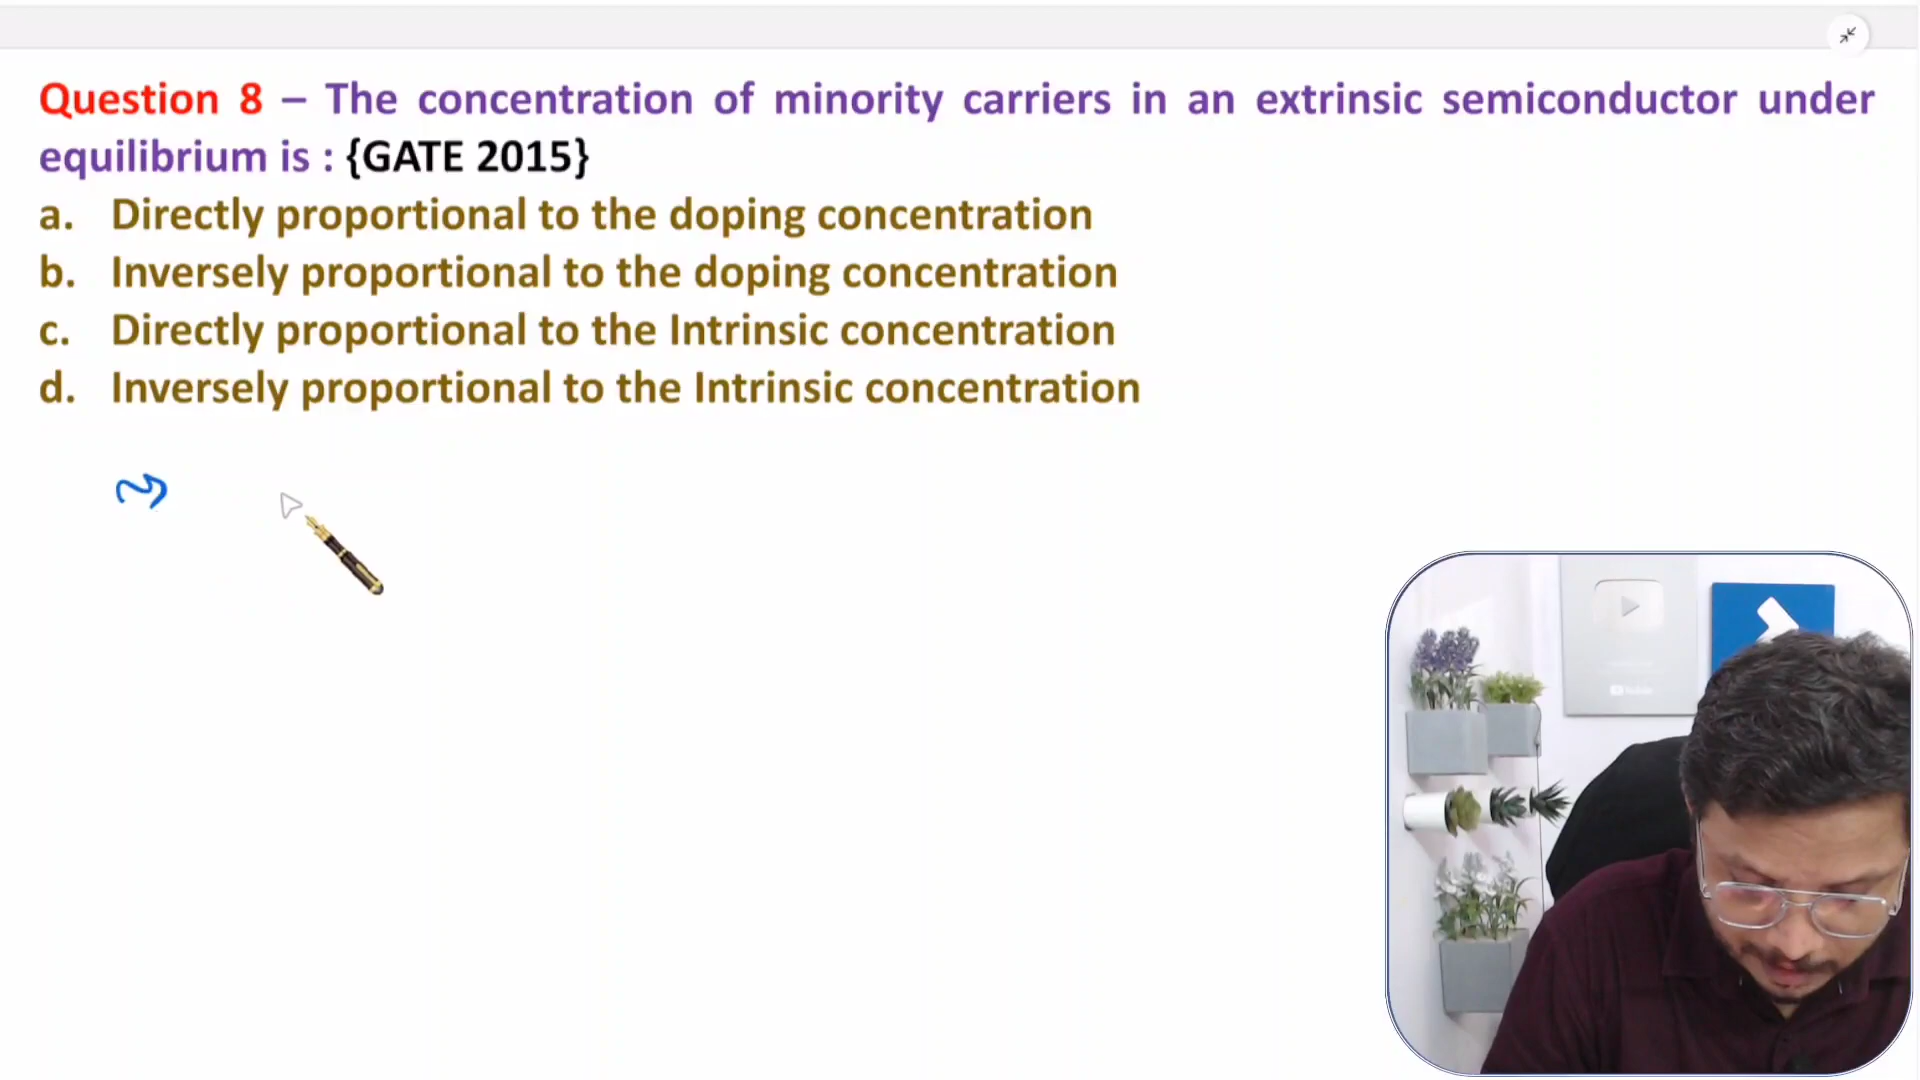 Question 8 – The concentration of minority carriers in an extrinsic semiconductor under
equilibrium is : {GATE 2015}
a. Directly proportional to the doping concentration
b. Inversely proportional to the doping concentration
c. Directly proportional to the Intrinsic concentration
d. Inversely proportional to the Intrinsic concentration